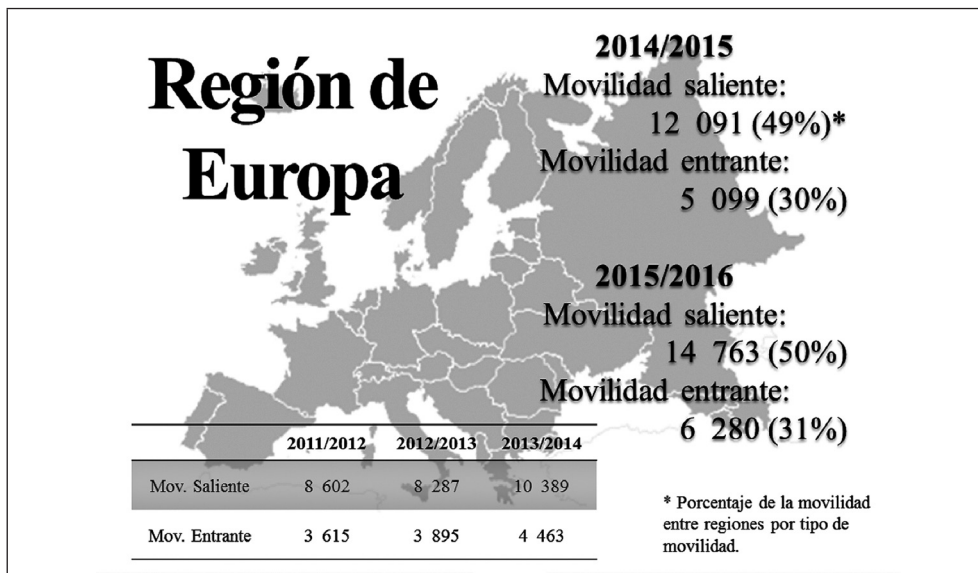 Región de
Europa
2014/2015
Movilidad saliente:
12 091 (49%)*
Movilidad entrante:
5 099 (30%)
2015/2016
Movilidad saliente:
14 763 (50%)
Movilidad entrante:
6 280 (31%)
2011/2012 2012/2013 2013/2014
Mov. Saliente 8 602 8 287 10 389
Mov. Entrante 3 615 3 895 4 463
* Porcentaje de la movilidad
entre regiones por tipo de
movilidad.